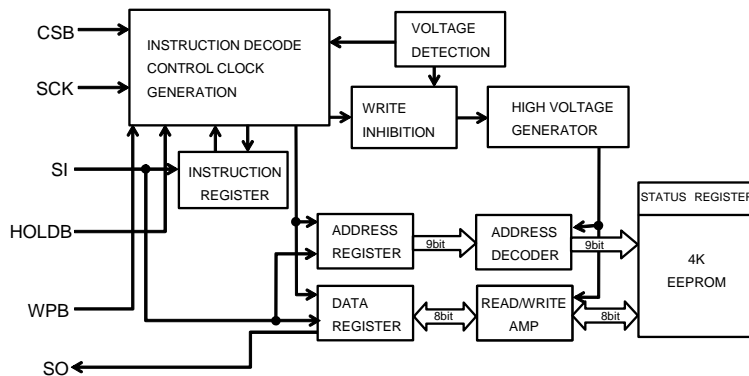 CSB
SCK
SI
HOLDB
WPB
SO
INSTRUCTION DECODE
CONTROL CLOCK
GENERATION
VOLTAGE
DETECTION
WRITE
INHIBITION
HIGH VOLTAGE
GENERATOR
INSTRUCTION
REGISTER
ADDRESS
REGISTER
9bit
ADDRESS
DECODER
9bit
STATUS REGISTER
4K
EEPROM
DATA
REGISTER
8bit
READ/WRITE
AMP
8bit